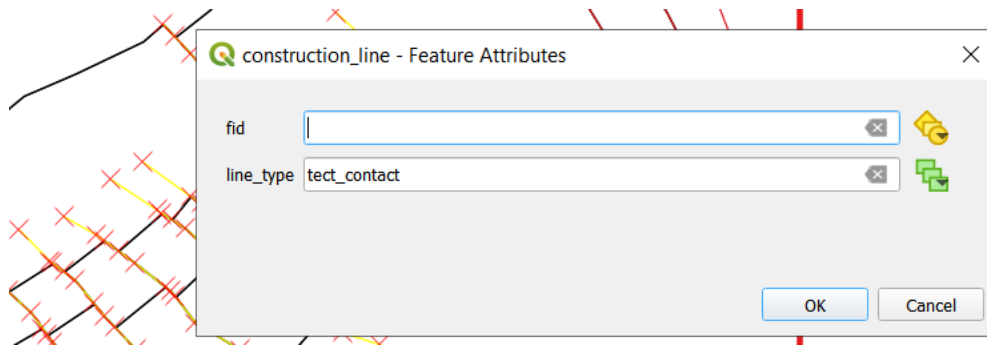 construction_line - Feature Attributes
fid
line_type tect_contact
OK Cancel